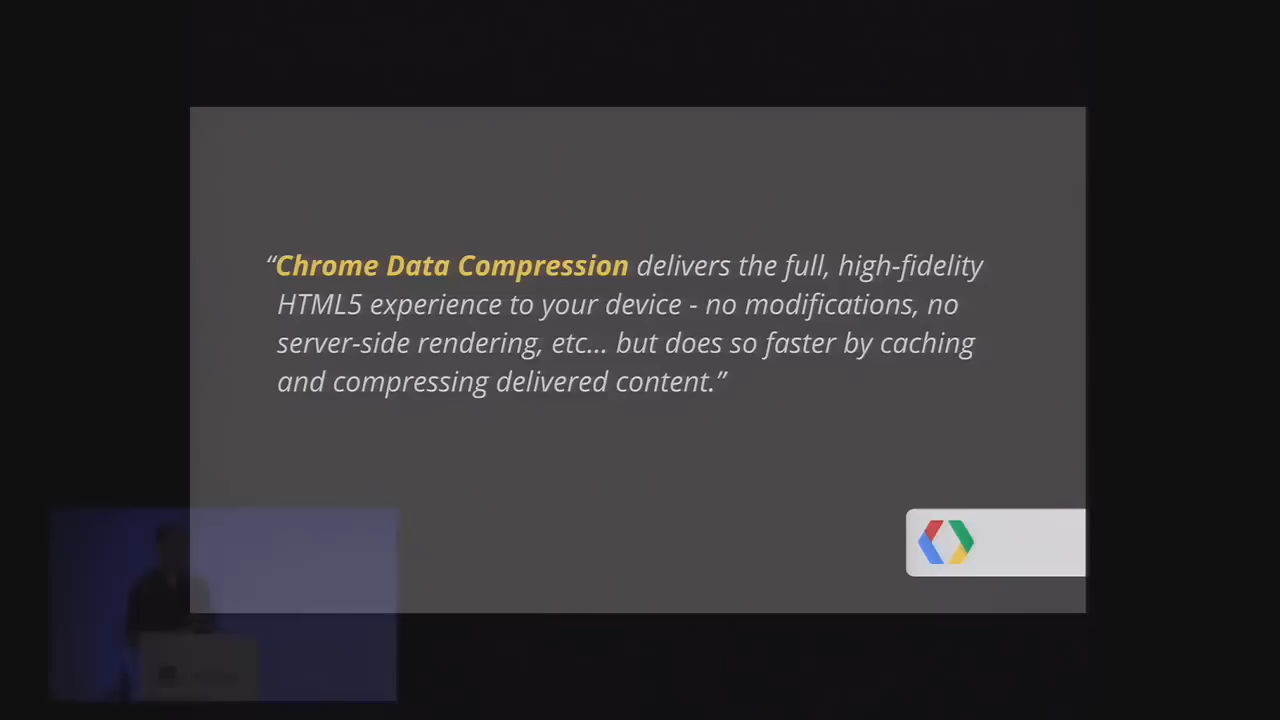 “Chrome Data Compression delivers the full, high-fidelity
HTML5 experience to your device - no modifications, no
server-side rendering, etc... but does so faster by caching
and compressing delivered content.”